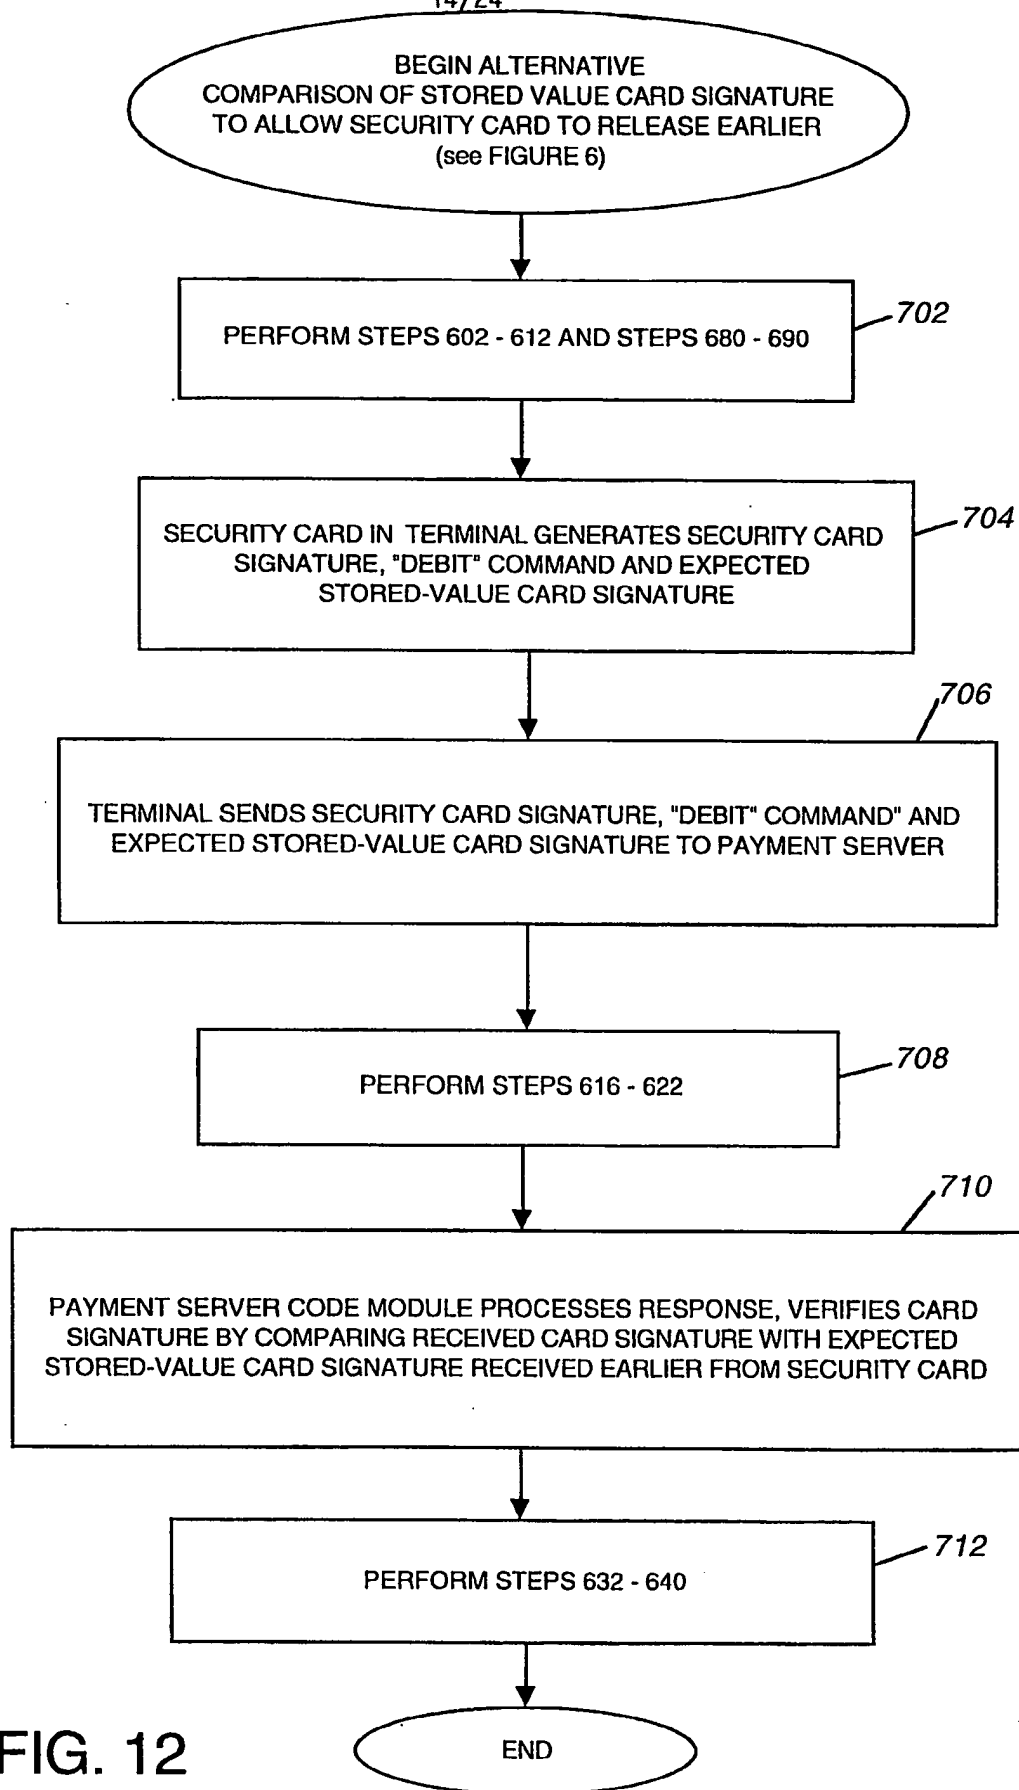 14/24
BEGIN ALTERNATIVE
COMPARISON OF STORED VALUE CARD SIGNATURE
TO ALLOW SECURITY CARD TO RELEASE EARLIER
(see FIGURE 6)
702
PERFORM STEPS 602 - 612 AND STEPS 680 - 690
704
SECURITY CARD IN TERMINAL GENERATES SECURITY CARD
SIGNATURE, "DEBIT" COMMAND AND EXPECTED
STORED-VALUE CARD SIGNATURE
706
TERMINAL SENDS SECURITY CARD SIGNATURE, "DEBIT" COMMAND" AND
EXPECTED STORED-VALUE CARD SIGNATURE TO PAYMENT SERVER
708
PERFORM STEPS 616 - 622
710
PAYMENT SERVER CODE MODULE PROCESSES RESPONSE, VERIFIES CARD
SIGNATURE BY COMPARING RECEIVED CARD SIGNATURE WITH EXPECTED
STORED-VALUE CARD SIGNATURE RECEIVED EARLIER FROM SECURITY CARD
712
PERFORM STEPS 632 - 640
END
FIG. 12